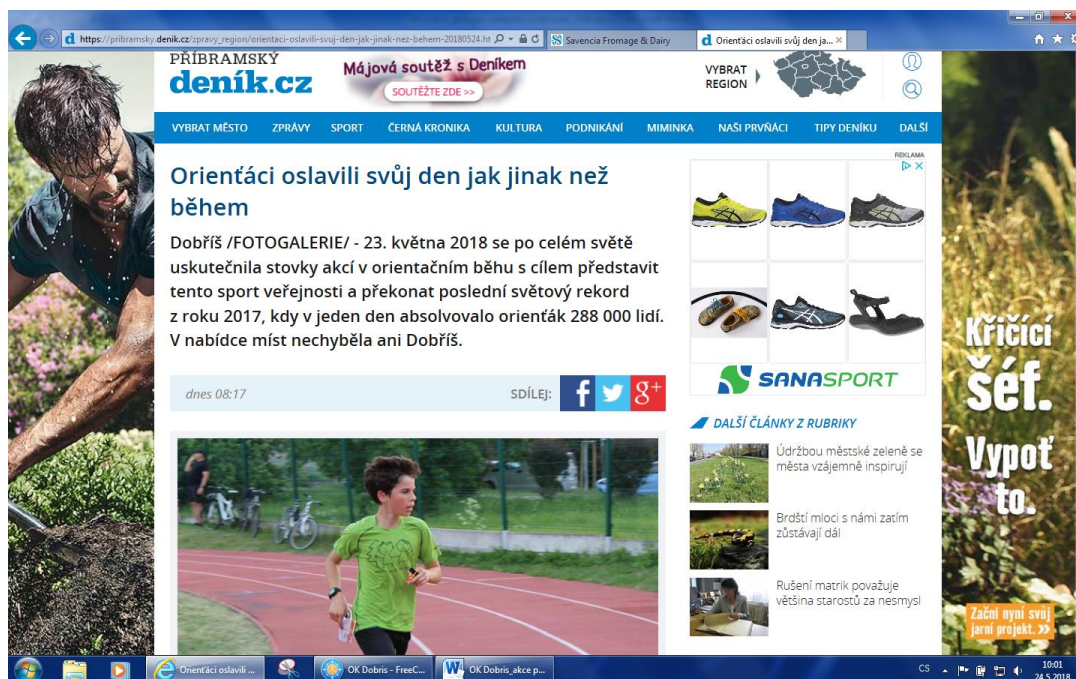 https://pribramsky.denik.cz/zpravy_region/orientaci-oslavili-svuj-den-jak-jinak-nez-behem-20180524.ht
Savencia Fromage & Dairy
Orienťáci oslavili svůj den ja...
PŘÍBRAMSKÝ
deník.cz
Májová soutěž s Deníkem
SOUTĚŽTE ZDE >>
VYBRAT
REGION
VYBRAT MĚSTO ZPRÁVY SPORT ČERNÁ KRONIKA KULTURA PODNIKÁNÍ MIMINKA NAŠI PRVŇÁCI TIPY DENÍKU DALŠÍ
Orienťáci oslavili svůj den jak jinak než
během
Dobříš /FOTOGALERIE/ - 23. května 2018 se po celém světě
uskutečnila stovky akcí v orientačním běhu s cílem představit
tento sport veřejnosti a překonat poslední světový rekord
z roku 2017, kdy v jeden den absolvovalo orienťák 288 000 lidí.
V nabídce míst nechyběla ani Dobříš.
dnes 08:17
SDÍLEJ:
f
g+
REKLAMA
SANASPORT
DALŠÍ ČLÁNKY Z RUBRIKY
Údržbou městské zeleně se
města vzájemně inspirují
Brdští mloci s námi zatím
zůstávají dál
Rušení matrik považuje
většina starostů za nesmysl
Křičící
šéf.
Vypoť
to.
Začni nyní svůj
jarní projekt. >>
Orienťáci oslavili ...
OK Dobris - FreeC...
OK Dobris_akce p...
CS
10:01
24.5.2018